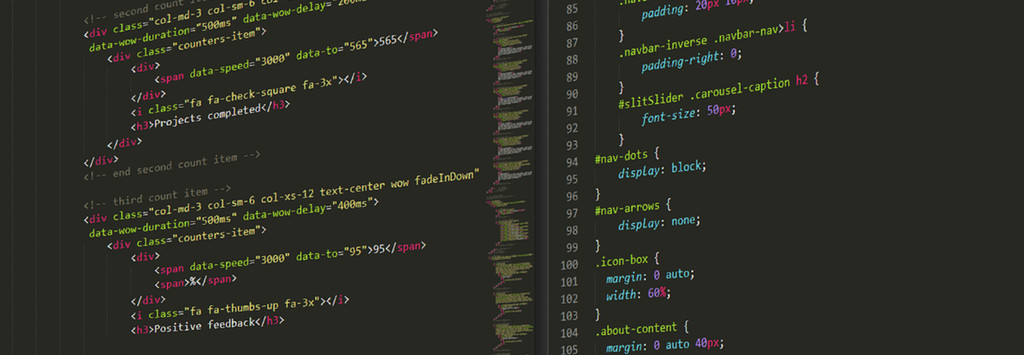 <!-- second count item
<div class="col-md-3 col-sm-6
data-wow-duration="500ms" data-wow-delay="200ms
<div class="counters-item">
<div>
<span data-speed="3000" data-to="565">565</span>
</div>
<i class="fa fa-check-square fa-3x"></i>
<h3>Projects completed</h3>
</div>
</div>
<!-- end second count item -->
<!-- third count item -->
<div class="col-md-3 col-sm-6 col-xs-12 text-center wow fadeInDown"
data-wow-duration="500ms" data-wow-delay="400ms">
<div class="counters-item">
<div>
<span data-speed="3000" data-to="95">95</span>
<span>%</span>
</div>
<i class="fa fa-thumbs-up fa-3x"></i>
<h3>Positive feedback</h3>
85 padding: 20px 10px;
86 }
87 .navbar-inverse .navbar-nav>li {
88 padding-right: 0;
89 }
90 #slitSlider .carousel-caption h2 {
91 font-size: 50px;
92 }
93
94 #nav-dots {
95 display: block;
96 }
97 #nav-arrows {
98 display: none;
99 }
100 .icon-box {
101 margin: 0 auto;
102 width: 60%;
103 }
104 .about-content {
105 margin: 0 auto 40px;